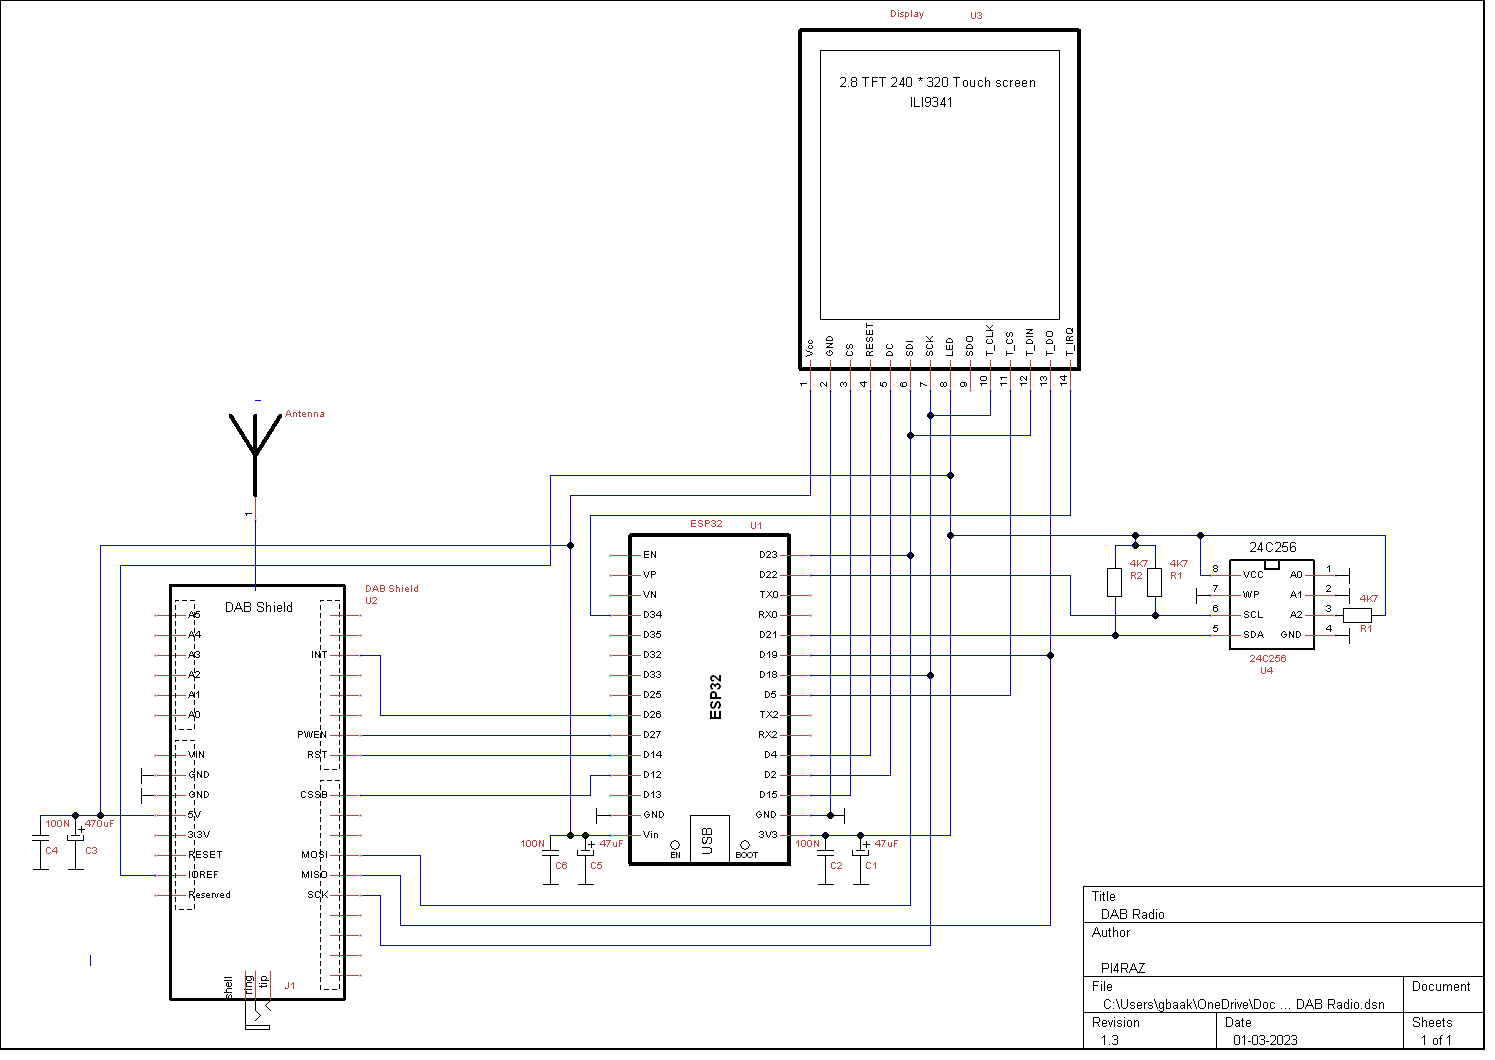 Display U3
2.8 TFT 240 * 320 Touch screen
ILI9341
Vcc GND CS RESET DC SDI SCK LED SDO T_CLK T_CS T_DIN T_DO T_IRQ
1 2 3 4 5 6 7 8 9 10 11 12 13 14
Antenna
1
DAB Shield
U2
DAB Shield
A5
A4
A3 INT
A2
A1
A0
PWEN
VIN RST
GND
GND CSSB
5V
3.3V
RESET MOSI
IOREF MISO
Reserved SCK
100N 470uF
+
C4 C3
shell ring tip J1
ESP32 U1
EN D23
VP D22
VN TX0
D34 RX0
D35 D21
D32 D19
D33 D18
D25 D5
D26 TX2
D27 RX2
D14 D4
D12 D2
D13 D15
GND GND
Vin 3V3
ESP32
USB
EN BOOT
100N + 47uF
C6 C5
100N + 47uF
C2 C1
4K7 4K7
R2 R1
24C256
8 VCC A0 1
7 WP A1 2
6 SCL A2 3
5 SDA GND 4
24C256
U4
4K7
R1
Title
DAB Radio
Author
PI4RAZ
File Document
C:\Users\gbaak\OneDrive\Doc ... DAB Radio.dsn
Revision Date Sheets
1.3 01-03-2023 1 of 1